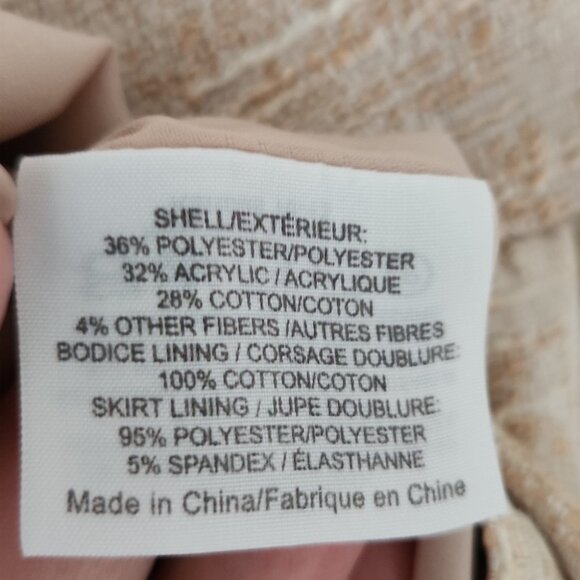 SHELL/EXTÉRIEUR:
36% POLYESTER/POLYESTER
32% ACRYLIC / ACRYLIQUE
28% COTTON/COTON
4% OTHER FIBERS /AUTRES FIBRES
BODICE LINING / CORSAGE DOUBLURE:
100% COTTON/COTON
SKIRT LINING / JUPE DOUBLURE:
95% POLYESTER/POLYESTER
5% SPANDEX / ÉLASTHANNE
Made in China/Fabrique en Chine